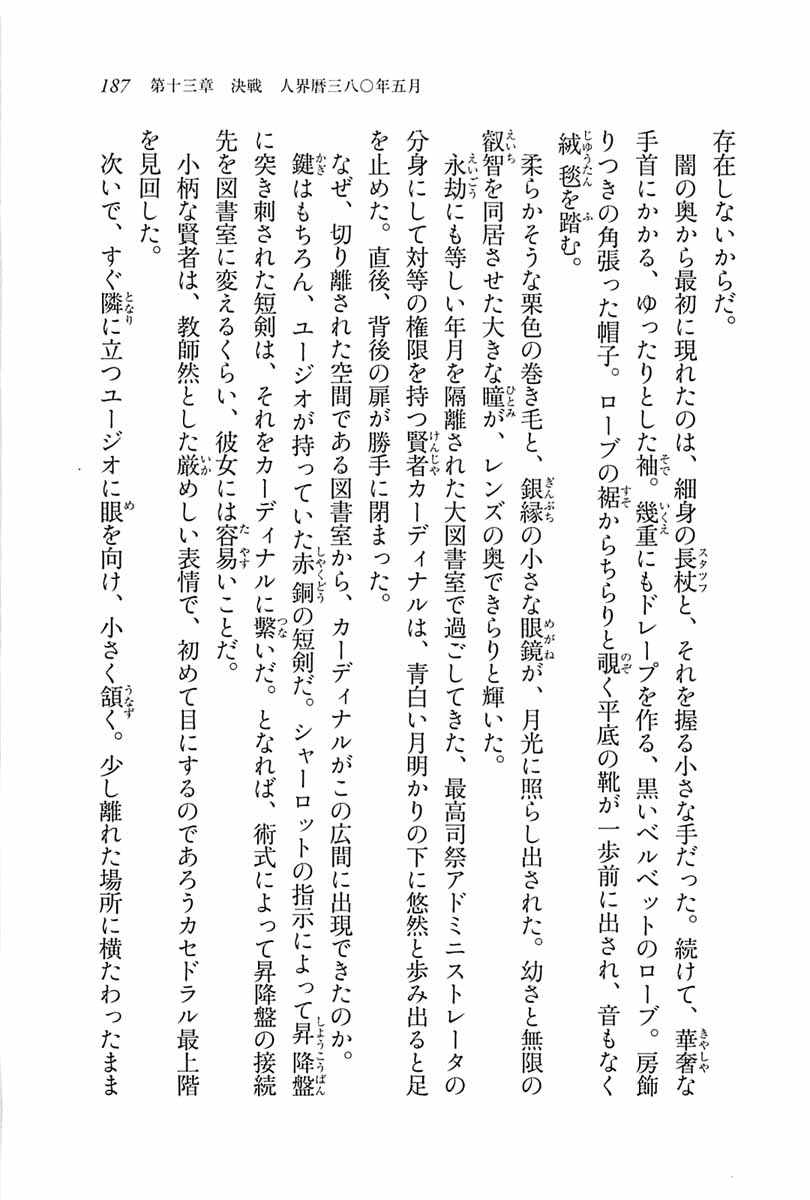 187　第十三章　決戦　人界暦三八〇年五月
存在しないからだ。
　闇の奥から最初に現れたのは、細身の長杖と、それを握る小さな手だった。続けて、華奢な
手首にかかる、ゆったりとした袖。幾重にもドレープを作る、黒いベルベットのローブ。房飾
りつきの角張った帽子。ローブの裾からちらりと覗く平底の靴が一歩前に出され、音もなく
絨毯を踏む。
　柔らかそうな栗色の巻き毛と、銀縁の小さな眼鏡が、月光に照らし出された。幼さと無限の
叡智を同居させた大きな瞳が、レンズの奥できらりと輝いた。
　永劫にも等しい年月を隔離された大図書室で過ごしてきた、最高司祭アドミニストレータの
分身にして対等の権限を持つ賢者カーディナルは、青白い月明かりの下に悠然と歩み出ると足
を止めた。直後、背後の扉が勝手に閉まった。
　なぜ、切り離された空間である図書室から、カーディナルがこの広間に出現できたのか。
　鍵はもちろん、ユージオが持っていた赤銅の短剣だ。シャーロットの指示によって昇降盤
に突き刺された短剣は、それをカーディナルに繋いだ。となれば、術式によって昇降盤の接続
先を図書室に変えるくらい、彼女には容易いことだ。
　小柄な賢者は、教師然とした厳めしい表情で、初めて目にするのであろうカセドラル最上階
を見回した。
　次いで、すぐ隣に立つユージオに眼を向け、小さく頷く。少し離れた場所に横たわったまま